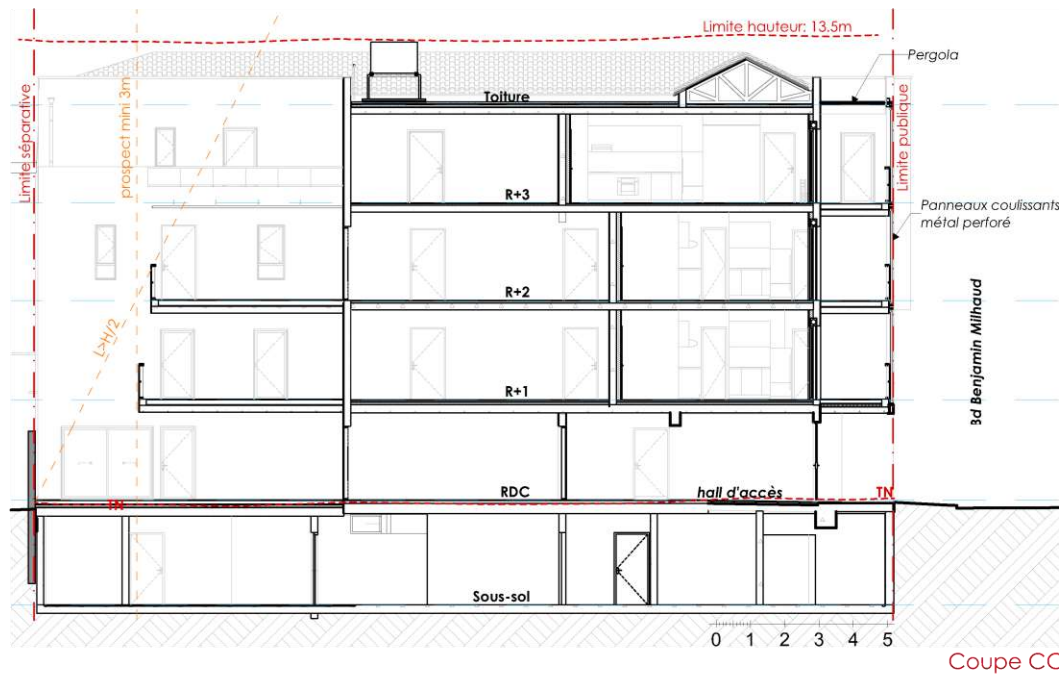 Limite hauteur: 13.5m
Pergola
Toiture
Limite séparative
prospect mini 3m
Limite publique
R+3
Panneaux coulissants
métal perforé
R+2
L>H/2
R+1
Bd Benjamin Milhaud
RDC
hall d'accès
TN
TN
Sous-sol
0 1 2 3 4 5
Coupe CC